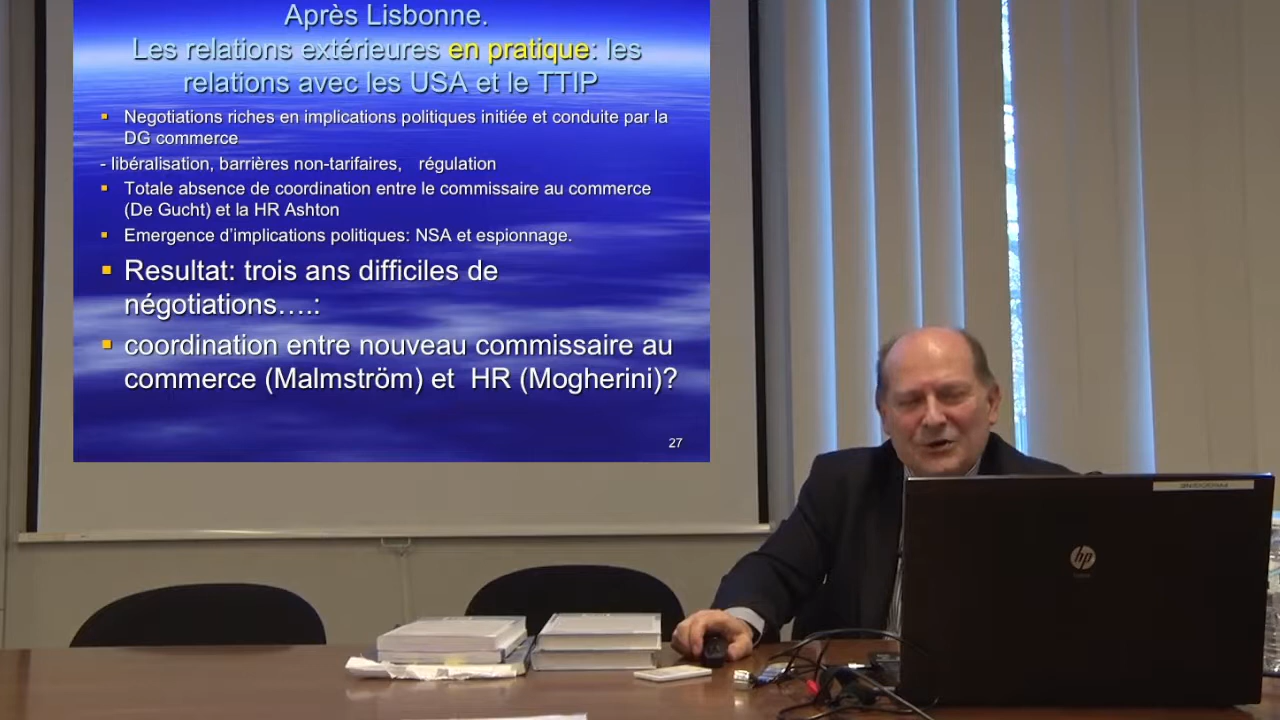 Après Lisbonne.
Les relations extérieures en pratique: les
relations avec les USA et le TTIP
Negotiations riches en implications politiques initiée et conduite par la
DG commerce
- libéralisation, barrières non-tarifaires, régulation
Totale absence de coordination entre le commissaire au commerce
(De Gucht) et la HR Ashton
Emergence d'implications politiques: NSA et espionnage.
Resultat: trois ans difficiles de
négotiations….:
coordination entre nouveau commissaire au
commerce (Malmström) et HR (Mogherini)?
27
hp